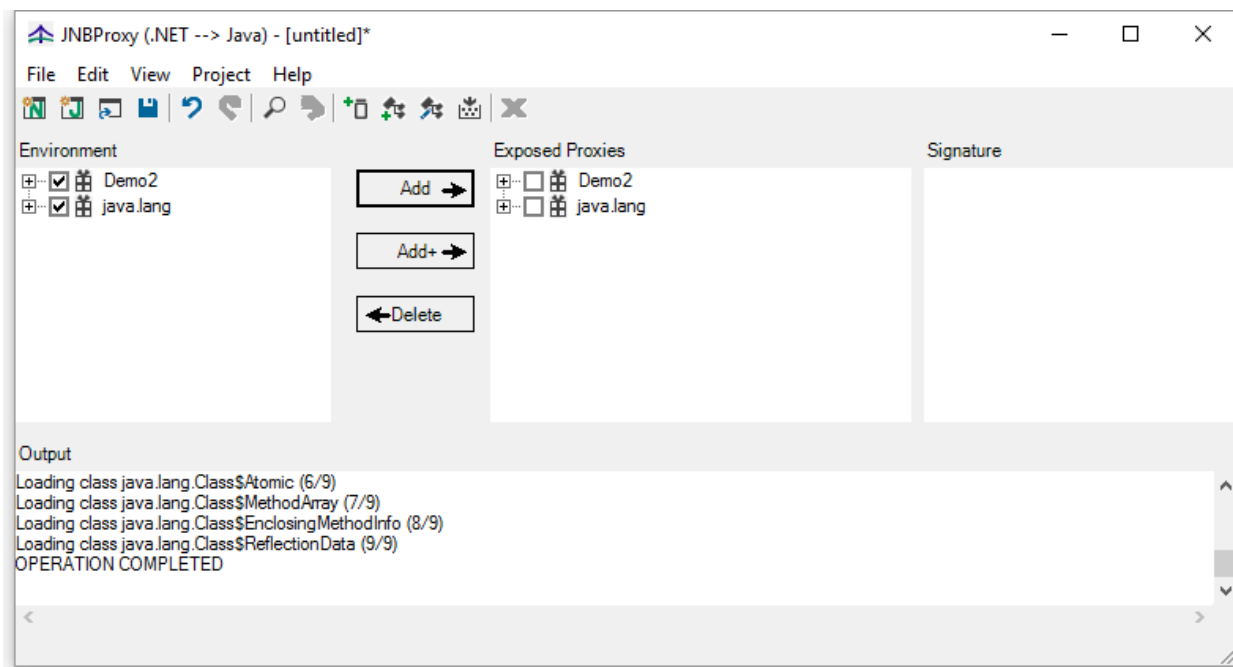 JNBProxy (.NET --> Java) - [untitled]*
File Edit View Project Help
Environment
Exposed Proxies
Signature
Demo2
java.lang
Add
Add+
Delete
Demo2
java.lang
Output
Loading class java.lang.Class$Atomic (6/9)
Loading class java.lang.Class$MethodArray (7/9)
Loading class java.lang.Class$EnclosingMethodInfo (8/9)
Loading class java.lang.Class$ReflectionData (9/9)
OPERATION COMPLETED